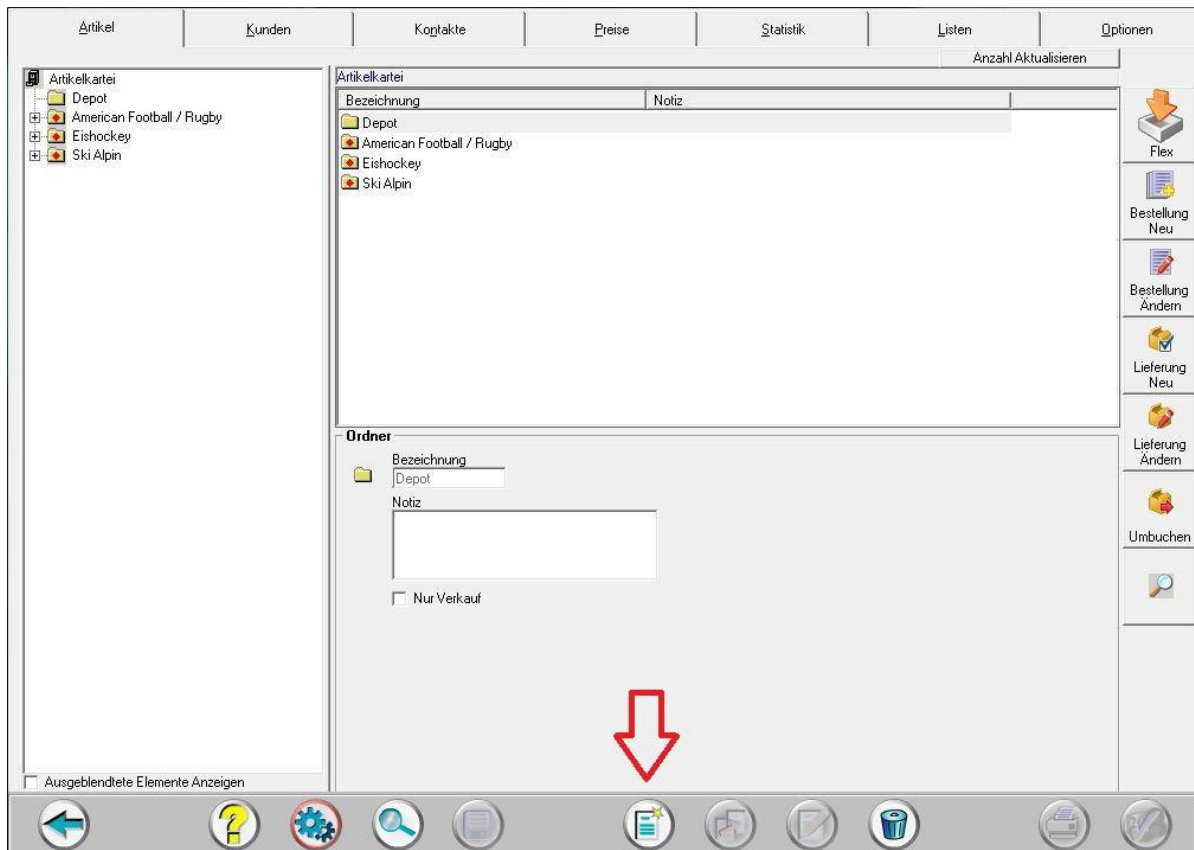 Artikel Kunden Kontakte Preise Statistik Listen Optionen
Anzahl Aktualisieren
Artikelkartei
Depot
American Football / Rugby
Eishockey
Ski Alpin
Artikelkartei
Bezeichnung Notiz
Depot
American Football / Rugby
Eishockey
Ski Alpin
Ordner
Bezeichnung
Depot
Notiz
Nur Verkauf
Flex
Bestellung
Neu
Bestellung
Ändern
Lieferung
Neu
Lieferung
Ändern
Umbuchen
Ausgeblendtete Elemente Anzeigen